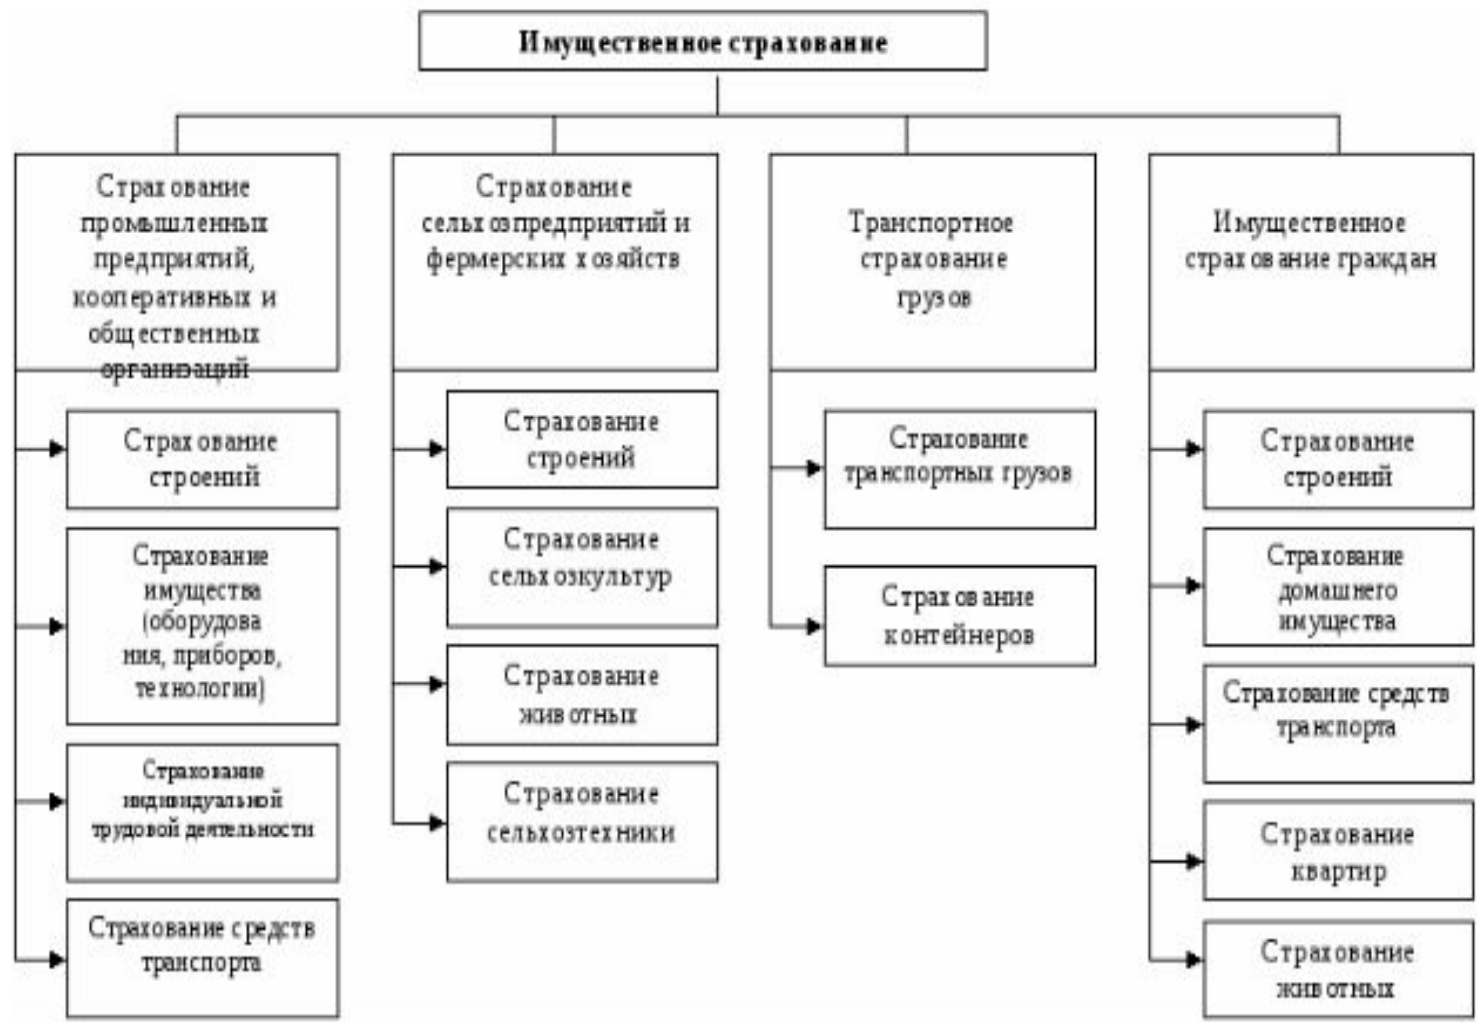 Имущественное страхование
Страхование
промышленных
предприятий,
кооперативных и
общественных
организаций
Страхование
строений
Страхование
имущества
(оборудова
ния, приборов,
технологии)
Страхование
индивидуальной
трудовой деятельности
Страхование средств
транспорта
Страхование
сельхозпредприятий и
фермерских хозяйств
Страхование
строений
Страхование
сельхозкультур
Страхование
животных
Страхование
сельхозтехники
Транспортное
страхование
грузов
Страхование
транспортных грузов
Страхование
контейнеров
Имущественное
страхование граждан
Страхование
строений
Страхование
домашнего
имущества
Страхование средств
транспорта
Страхование
квартир
Страхование
животных